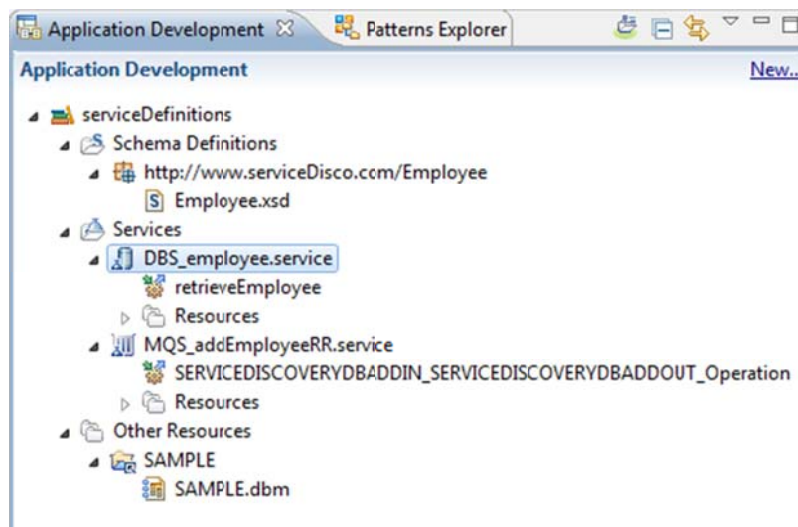 Application Development Patterns Explorer
Application Development New...
serviceDefinitions
Schema Definitions
http://www.serviceDisco.com/Employee
S Employee.xsd
Services
DBS_employee.service
retrieveEmployee
Resources
MQS_addEmployeeRR.service
SERVICEDISCOVERYDBADDIN_SERVICEDISCOVERYDBADDOUT_Operation
Resources
Other Resources
SAMPLE
SAMPLE.dbm